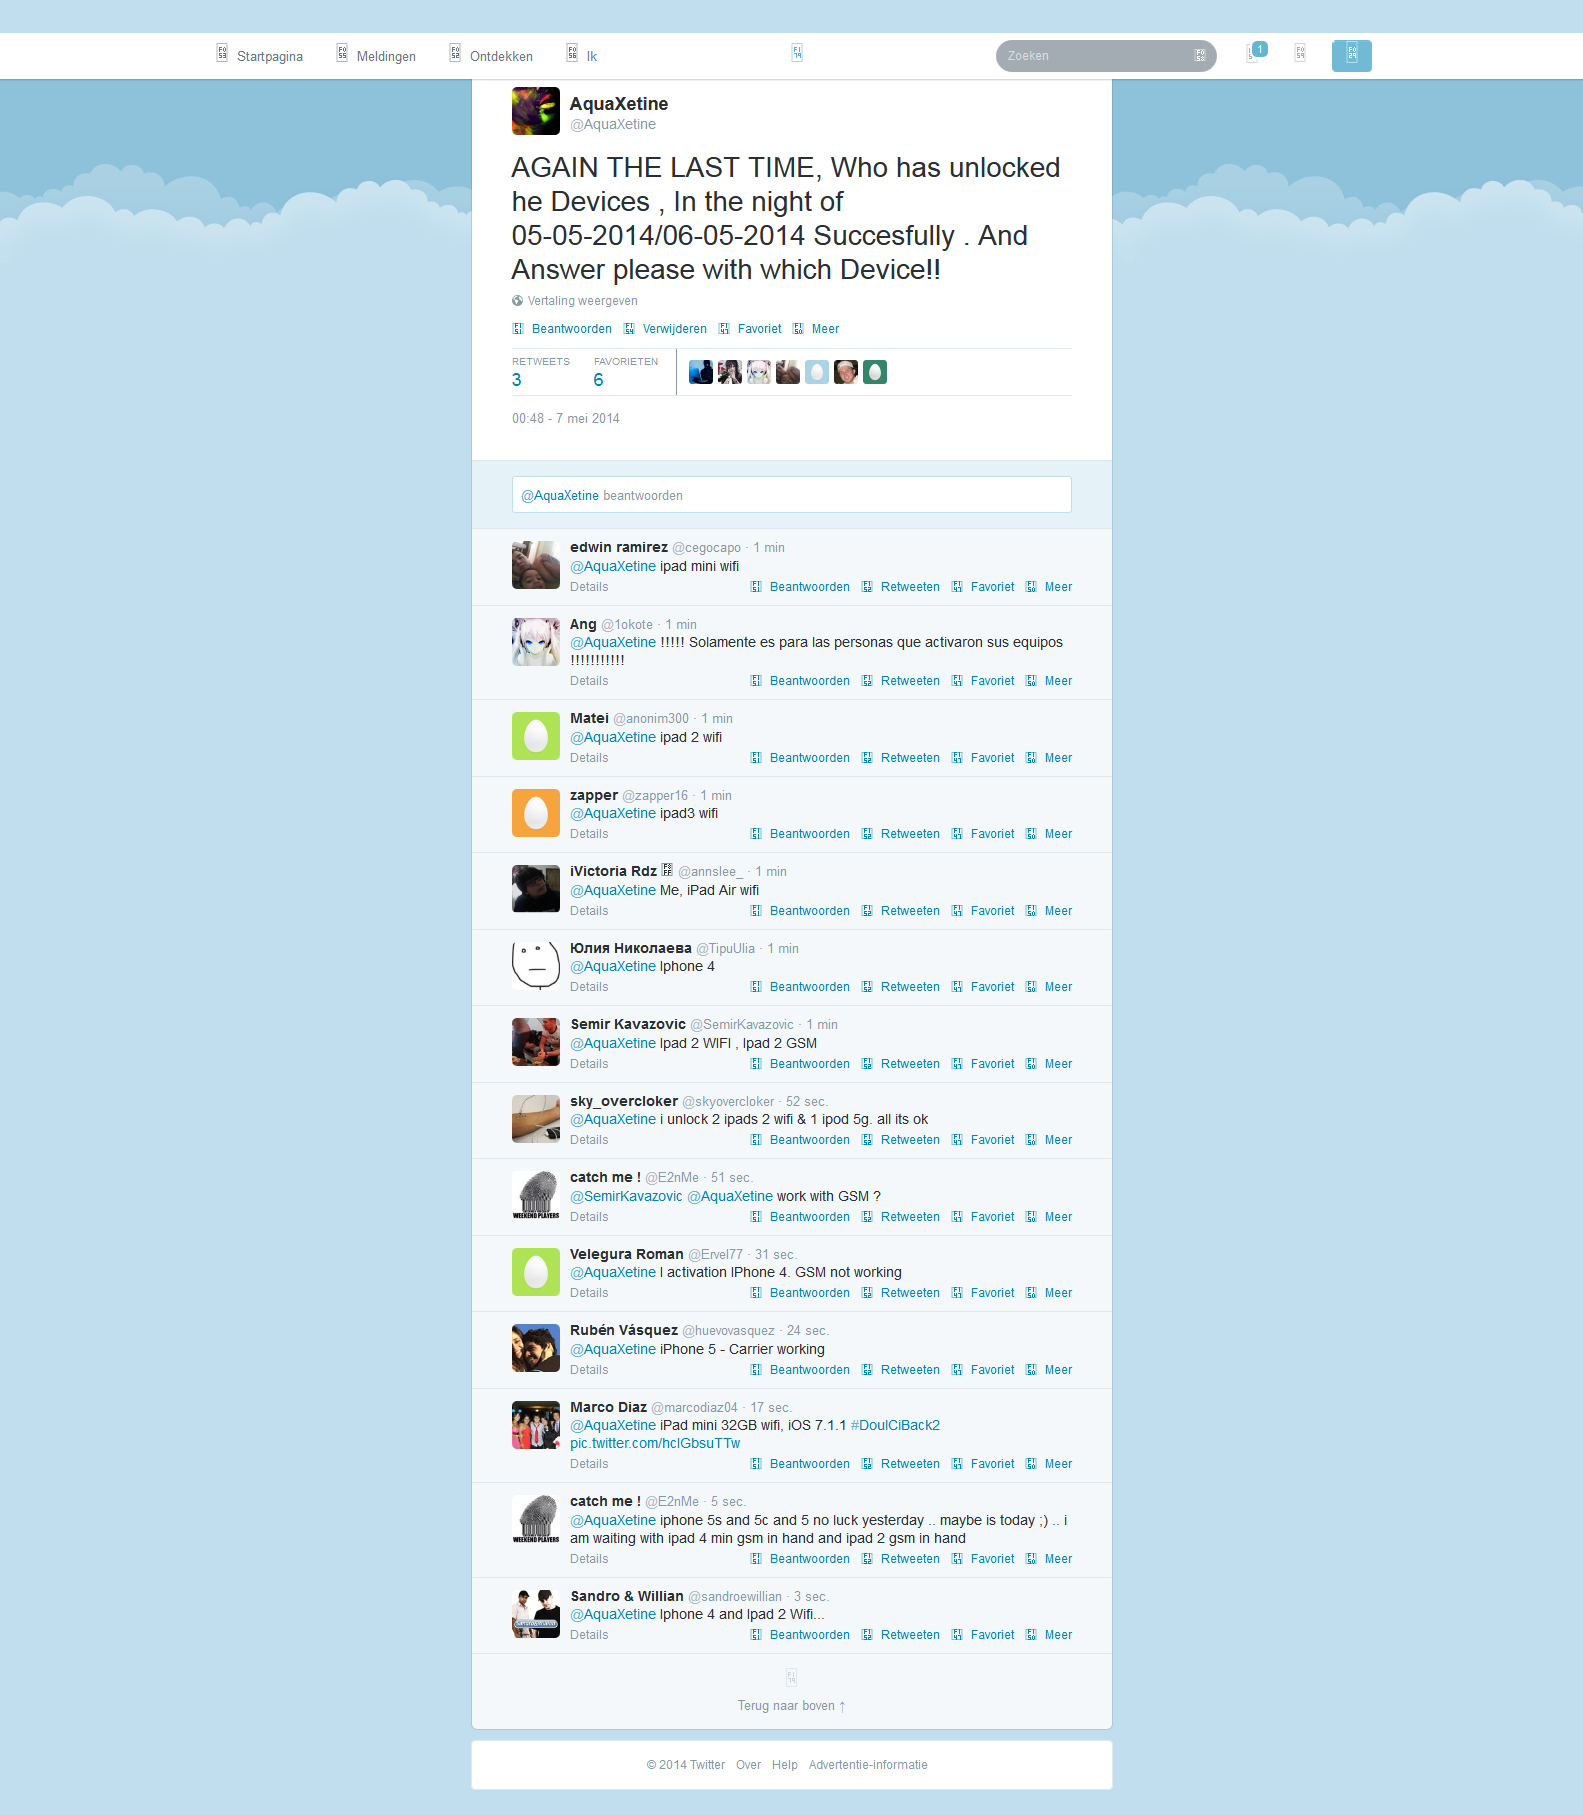 Startpagina Meldingen Ontdekken Ik Zoeken 1
AquaXetine
@AquaXetine
AGAIN THE LAST TIME, Who has unlocked
he Devices , In the night of
05-05-2014/06-05-2014 Succesfully . And
Answer please with which Device!!
Vertaling weergeven
Beantwoorden Verwijderen Favoriet Meer
RETWEETS FAVORIETEN
3 6
00:48 - 7 mei 2014
@AquaXetine beantwoorden
edwin ramirez @cegocapo · 1 min
@AquaXetine ipad mini wifi
Details Beantwoorden Retweeten Favoriet Meer
Ang @1okote · 1 min
@AquaXetine !!!!! Solamente es para las personas que activaron sus equipos
!!!!!!!!!!!
Details Beantwoorden Retweeten Favoriet Meer
Matei @anonim300 · 1 min
@AquaXetine ipad 2 wifi
Details Beantwoorden Retweeten Favoriet Meer
zapper @zapper16 · 1 min
@AquaXetine ipad3 wifi
Details Beantwoorden Retweeten Favoriet Meer
iVictoria Rdz @annslee_ · 1 min
@AquaXetine Me, iPad Air wifi
Details Beantwoorden Retweeten Favoriet Meer
Юлия Николаева @TipuUlia · 1 min
@AquaXetine Iphone 4
Details Beantwoorden Retweeten Favoriet Meer
Semir Kavazovic @SemirKavazovic · 1 min
@AquaXetine Ipad 2 WIFI , Ipad 2 GSM
Details Beantwoorden Retweeten Favoriet Meer
sky_overcloker @skyovercloker · 52 sec.
@AquaXetine i unlock 2 ipads 2 wifi & 1 ipod 5g. all its ok
Details Beantwoorden Retweeten Favoriet Meer
catch me ! @E2nMe · 51 sec.
@SemirKavazovic @AquaXetine work with GSM ?
WEEKEND PLAYERS
Details Beantwoorden Retweeten Favoriet Meer
Velegura Roman @Ervel77 · 31 sec.
@AquaXetine I activation IPhone 4. GSM not working
Details Beantwoorden Retweeten Favoriet Meer
Rubén Vásquez @huevovasquez · 24 sec.
@AquaXetine iPhone 5 - Carrier working
Details Beantwoorden Retweeten Favoriet Meer
Marco Diaz @marcodiaz04 · 17 sec.
@AquaXetine iPad mini 32GB wifi, iOS 7.1.1 #DoulCiBack2
pic.twitter.com/hclGbsuTTw
Details Beantwoorden Retweeten Favoriet Meer
catch me ! @E2nMe · 5 sec.
@AquaXetine iphone 5s and 5c and 5 no luck yesterday .. maybe is today ;) .. i
am waiting with ipad 4 min gsm in hand and ipad 2 gsm in hand
WEEKEND PLAYERS
Details Beantwoorden Retweeten Favoriet Meer
Sandro & Willian @sandroewillian · 3 sec.
@AquaXetine Iphone 4 and Ipad 2 Wifi...
Details Beantwoorden Retweeten Favoriet Meer
Terug naar boven ↑
© 2014 Twitter Over Help Advertentie-informatie